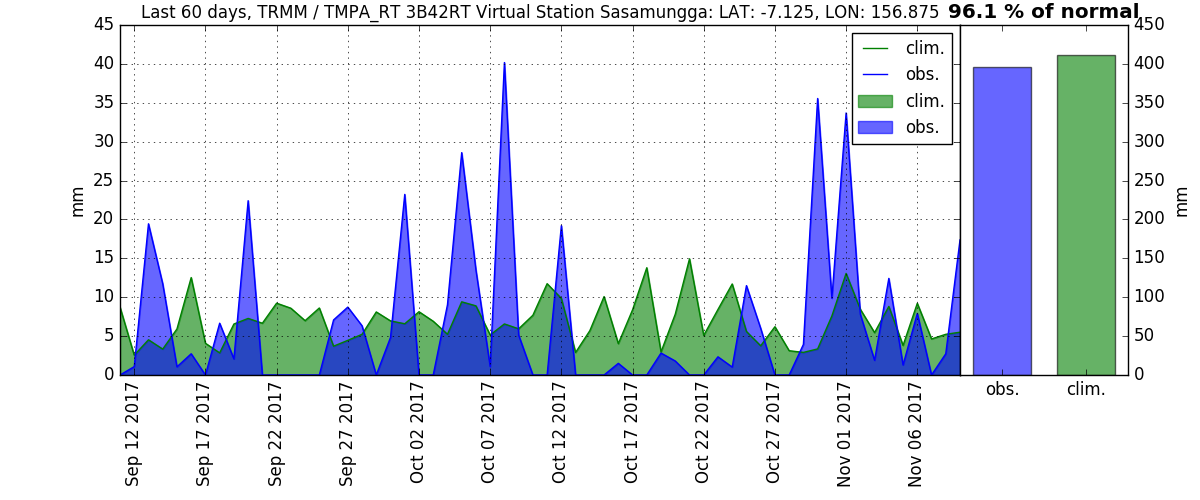 Last 60 days, TRMM / TMPA_RT 3B42RT Virtual Station Sasamungga: LAT: -7.125, LON: 156.875 96.1 % of normal
45
40
35
30
25
20
15
10
5
0
mm
clim.
obs.
clim.
obs.
450
400
350
300
250
200
150
100
50
0
mm
obs.
clim.
Sep 12 2017
Sep 17 2017
Sep 22 2017
Sep 27 2017
Oct 02 2017
Oct 07 2017
Oct 12 2017
Oct 17 2017
Oct 22 2017
Oct 27 2017
Nov 01 2017
Nov 06 2017